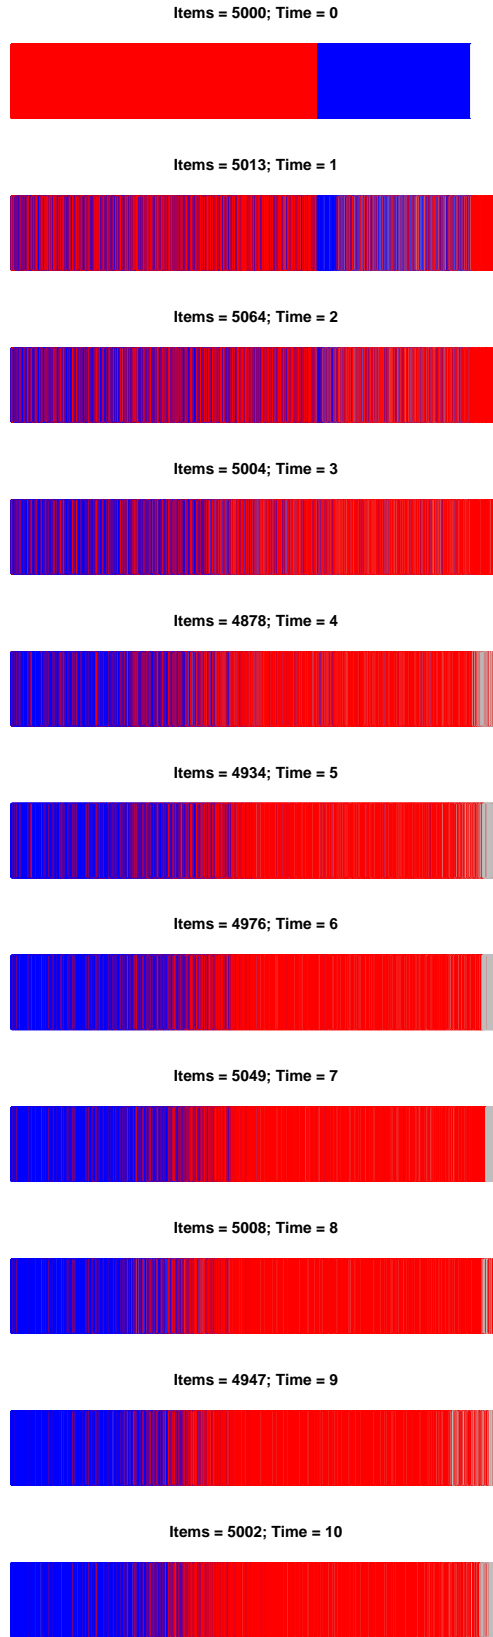 Items = 5000; Time = 0
Items = 5013; Time = 1
Items = 5064; Time = 2
Items = 5004; Time = 3
Items = 4878; Time = 4
Items = 4934; Time = 5
Items = 4976; Time = 6
Items = 5049; Time = 7
Items = 5008; Time = 8
Items = 4947; Time = 9
Items = 5002; Time = 10